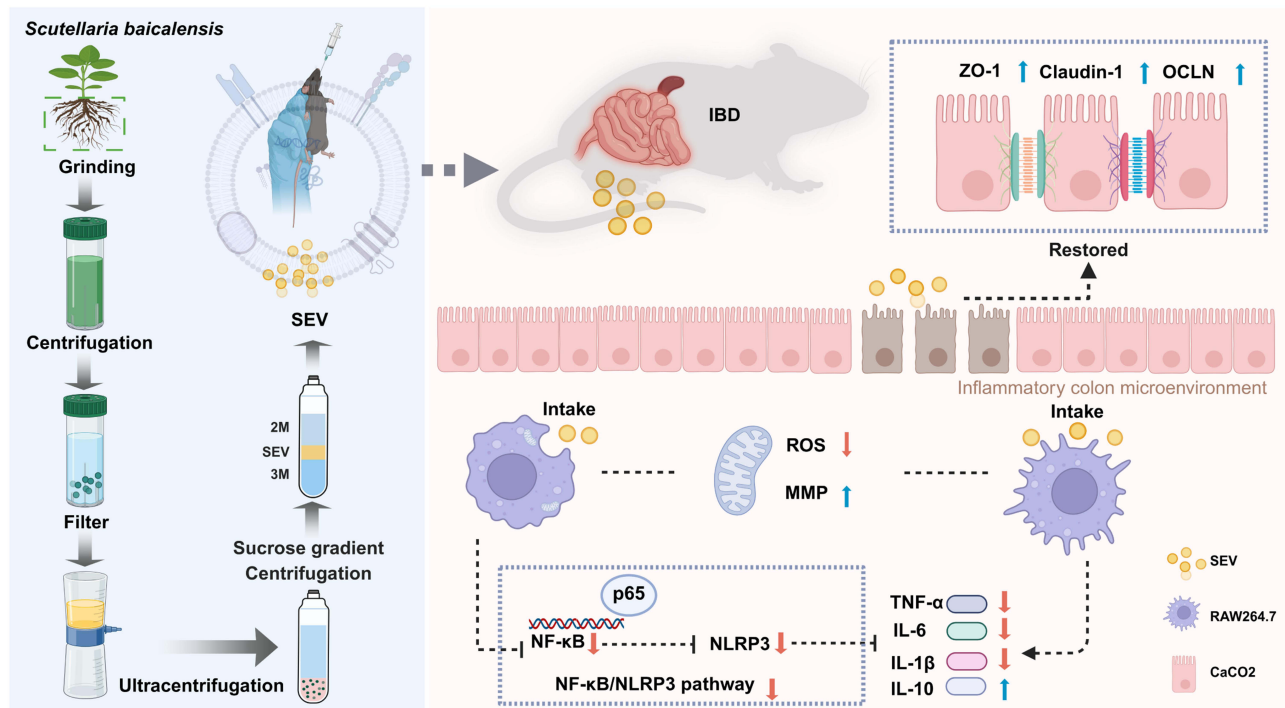 Scutellaria baicalensis
Grinding
Centrifugation
Filter
Ultracentrifugation
Sucrose gradient
Centrifugation
2M
SEV
3M
SEV
IBD
ZO-1
Claudin-1
OCLN
Restored
Inflammatory colon microenvironment
Intake
ROS
MMP
Intake
p65
NF-κB
NLRP3
NF-κB/NLRP3 pathway
TNF-α
IL-6
IL-1β
IL-10
SEV
RAW264.7
CaCO2